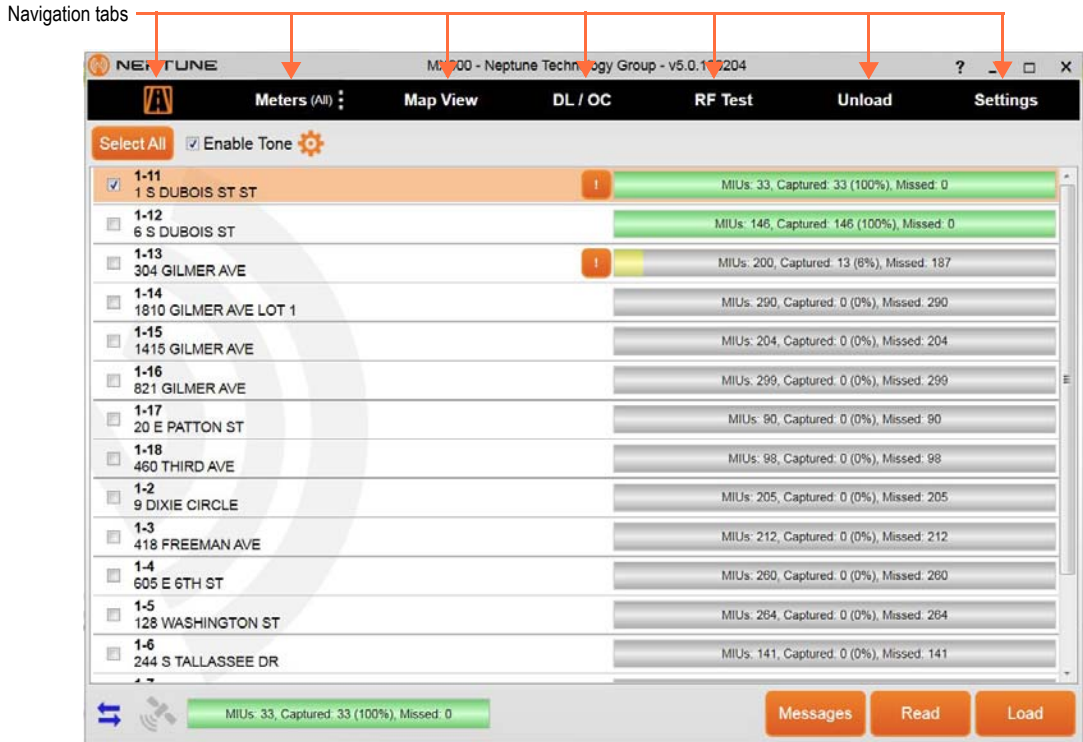 Navigation tabs
NEPTUNE
Neptune Technology Group - v5.0.
?
X
Meters (All)
Map View
DL / OC
RF Test
Unload
Settings
Select All
Enable Tone
1-11
1 S DUBOIS ST ST
!
MIUs: 33, Captured: 33 (100%), Missed: 0
1-12
6 S DUBOIS ST
MIUs: 146, Captured: 146 (100%), Missed: 0
1-13
304 GILMER AVE
!
MIUs: 200, Captured: 13 (6%), Missed: 187
1-14
1810 GILMER AVE LOT 1
MIUs: 290, Captured: 0 (0%), Missed: 290
1-15
1415 GILMER AVE
MIUs: 204, Captured: 0 (0%), Missed: 204
1-16
821 GILMER AVE
MIUs: 299, Captured: 0 (0%), Missed: 299
1-17
20 E PATTON ST
MIUs: 90, Captured: 0 (0%), Missed: 90
1-18
460 THIRD AVE
MIUs: 98, Captured: 0 (0%), Missed: 98
1-2
9 DIXIE CIRCLE
MIUs: 205, Captured: 0 (0%), Missed: 205
1-3
418 FREEMAN AVE
MIUs: 212, Captured: 0 (0%), Missed: 212
1-4
605 E 6TH ST
MIUs: 260, Captured: 0 (0%), Missed: 260
1-5
128 WASHINGTON ST
MIUs: 264, Captured: 0 (0%), Missed: 264
1-6
244 S TALLASSEE DR
MIUs: 141, Captured: 0 (0%), Missed: 141
MIUs: 33, Captured: 33 (100%), Missed: 0
Messages
Read
Load